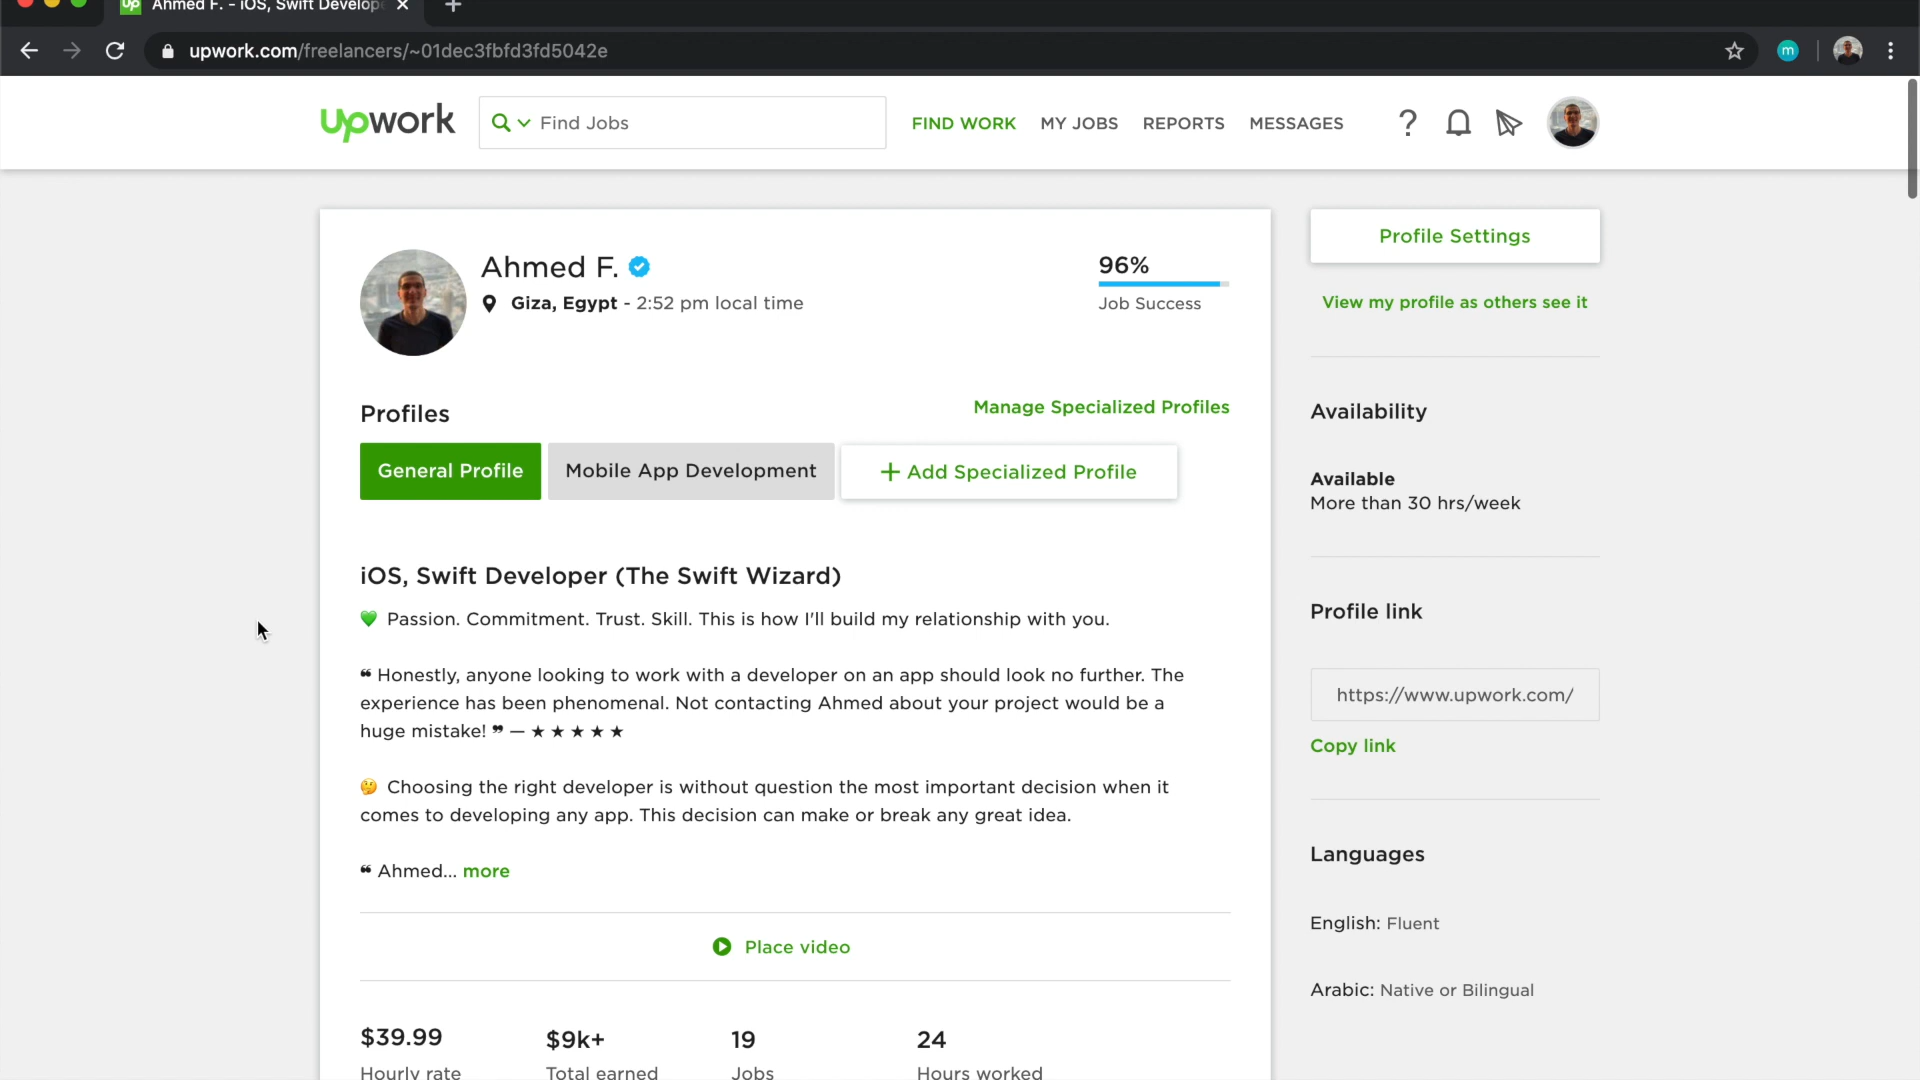 Ahmed F. - iOS, Swift Develop
upwork.com/freelancers/~01dec3fbfd3fd5042e
m
upwork
Find Jobs
FIND WORK
MY JOBS
REPORTS
MESSAGES
?
Ahmed F.
Giza, Egypt - 2:52 pm local time
96%
Job Success
Profiles
Manage Specialized Profiles
General Profile
Mobile App Development
+ Add Specialized Profile
iOS, Swift Developer (The Swift Wizard)
💚 Passion. Commitment. Trust. Skill. This is how I'll build my relationship with you.
❝ Honestly, anyone looking to work with a developer on an app should look no further. The
experience has been phenomenal. Not contacting Ahmed about your project would be a
huge mistake! ❞ — ★ ★ ★ ★ ★
🤔 Choosing the right developer is without question the most important decision when it
comes to developing any app. This decision can make or break any great idea.
❝ Ahmed... more
Place video
$39.99
Hourly rate
$9k+
Total earned
19
Jobs
24
Hours worked
Profile Settings
View my profile as others see it
Availability
Available
More than 30 hrs/week
Profile link
https://www.upwork.com/
Copy link
Languages
English: Fluent
Arabic: Native or Bilingual